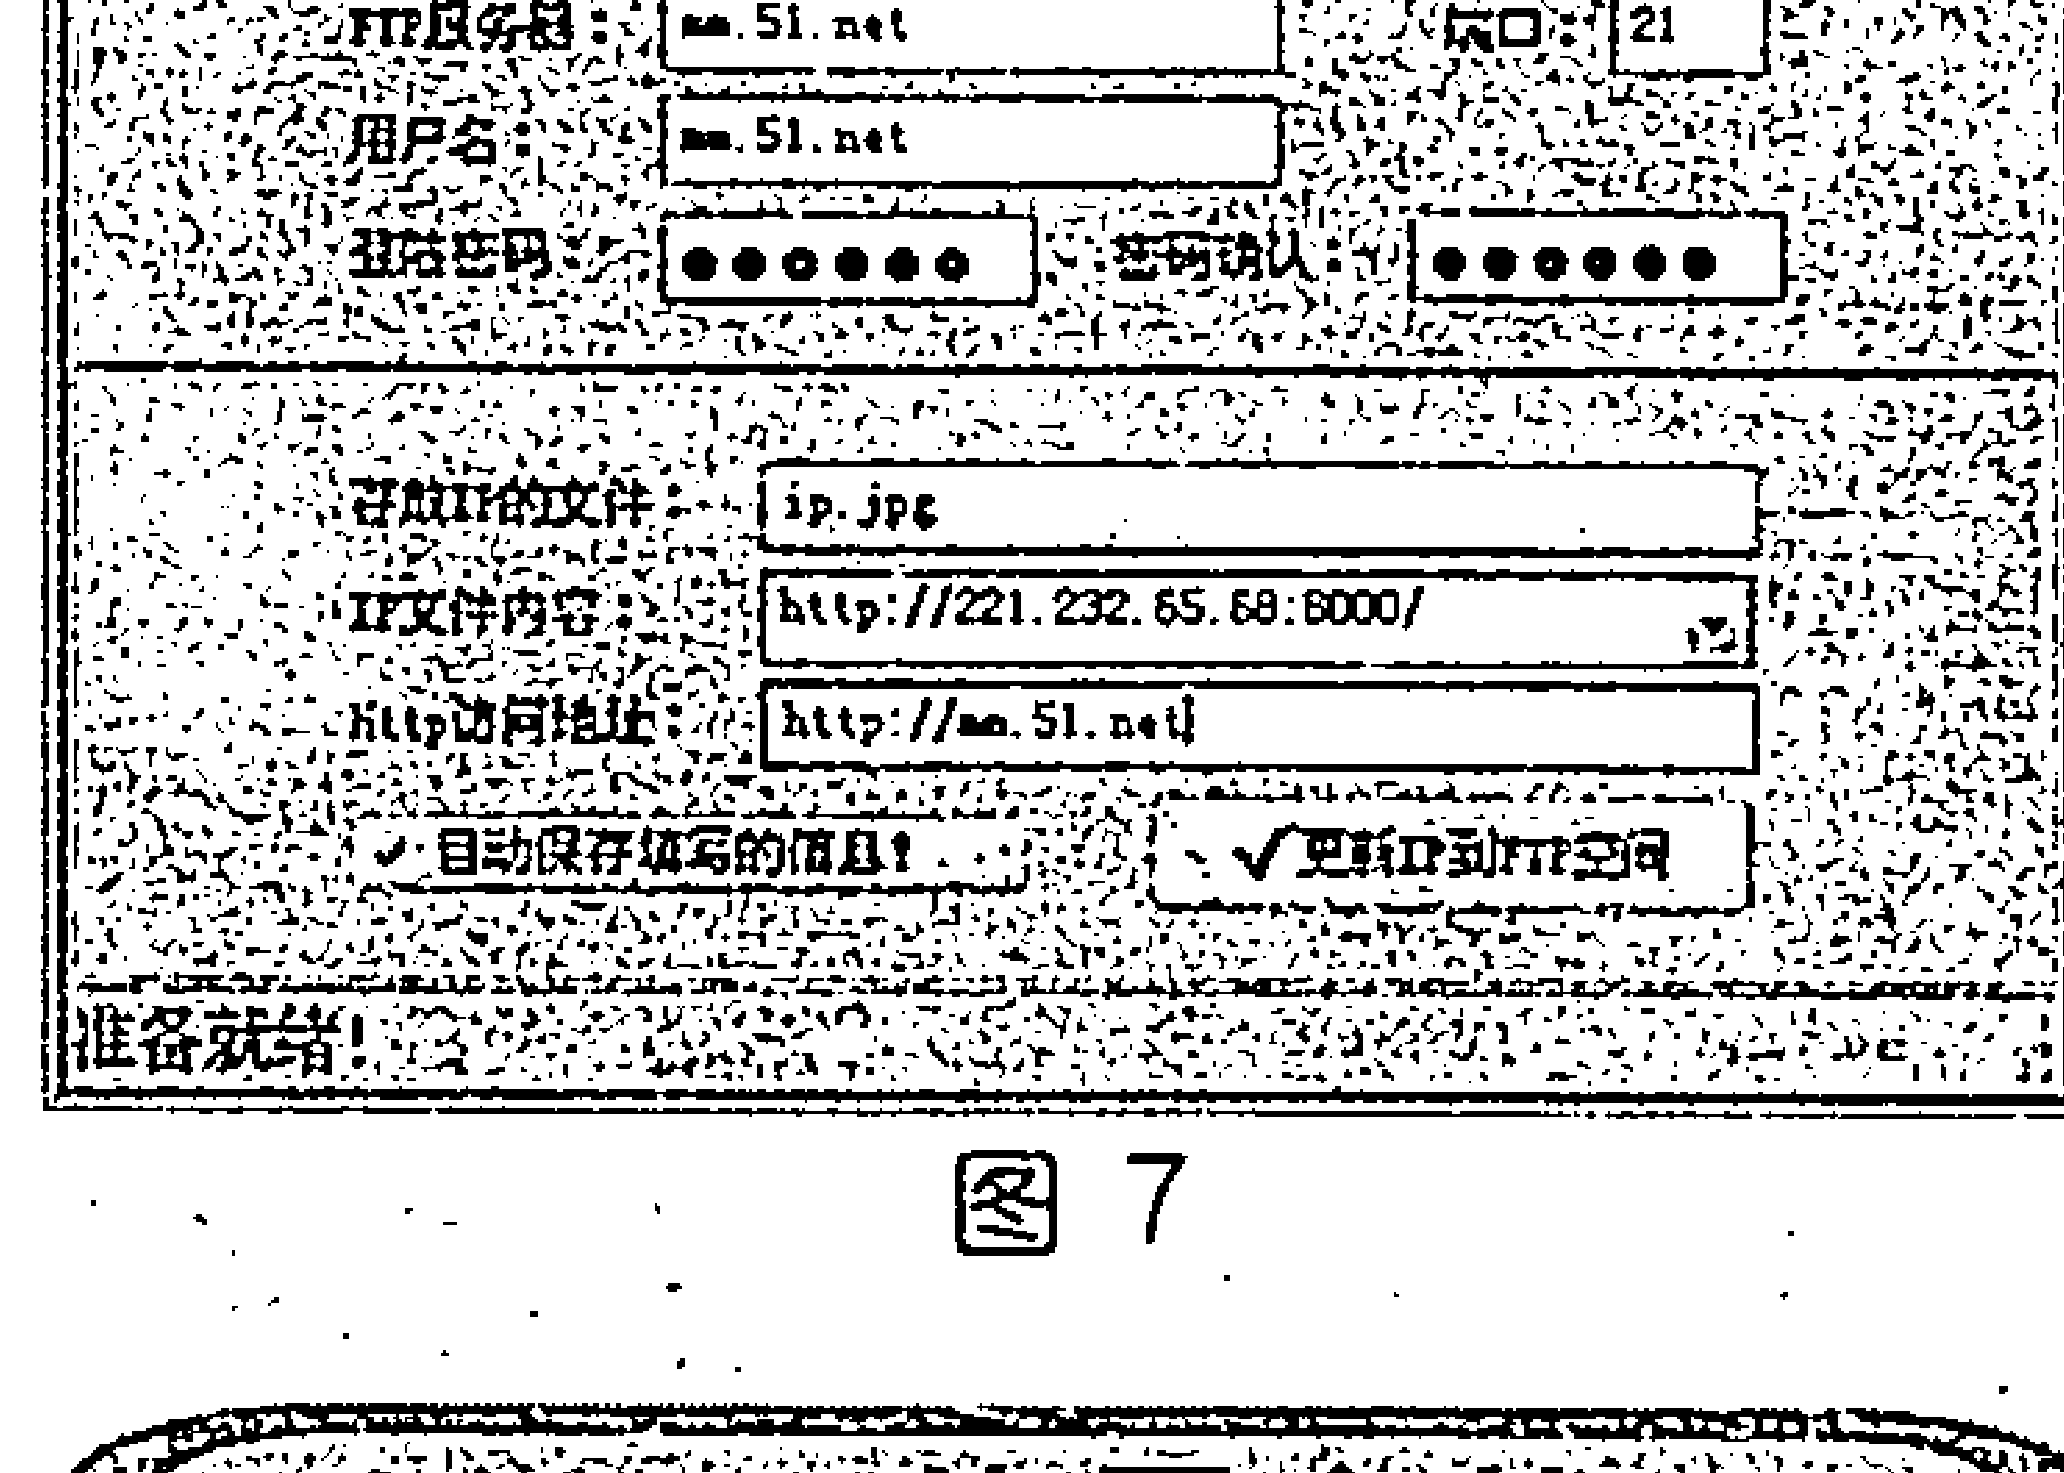 FTP服务器： .51.net 端口： 21
用户名： .51.net
登陆密码： ●●●●●● 密码确认： ●●●●●●
存放IP的文件： ip.jpg
IP文件内容： http://221.232.65.68:8000/
http访问地址： .51.net
自动保存填写的信息！ 更新IP到FTP空间
准备就绪！
图 7